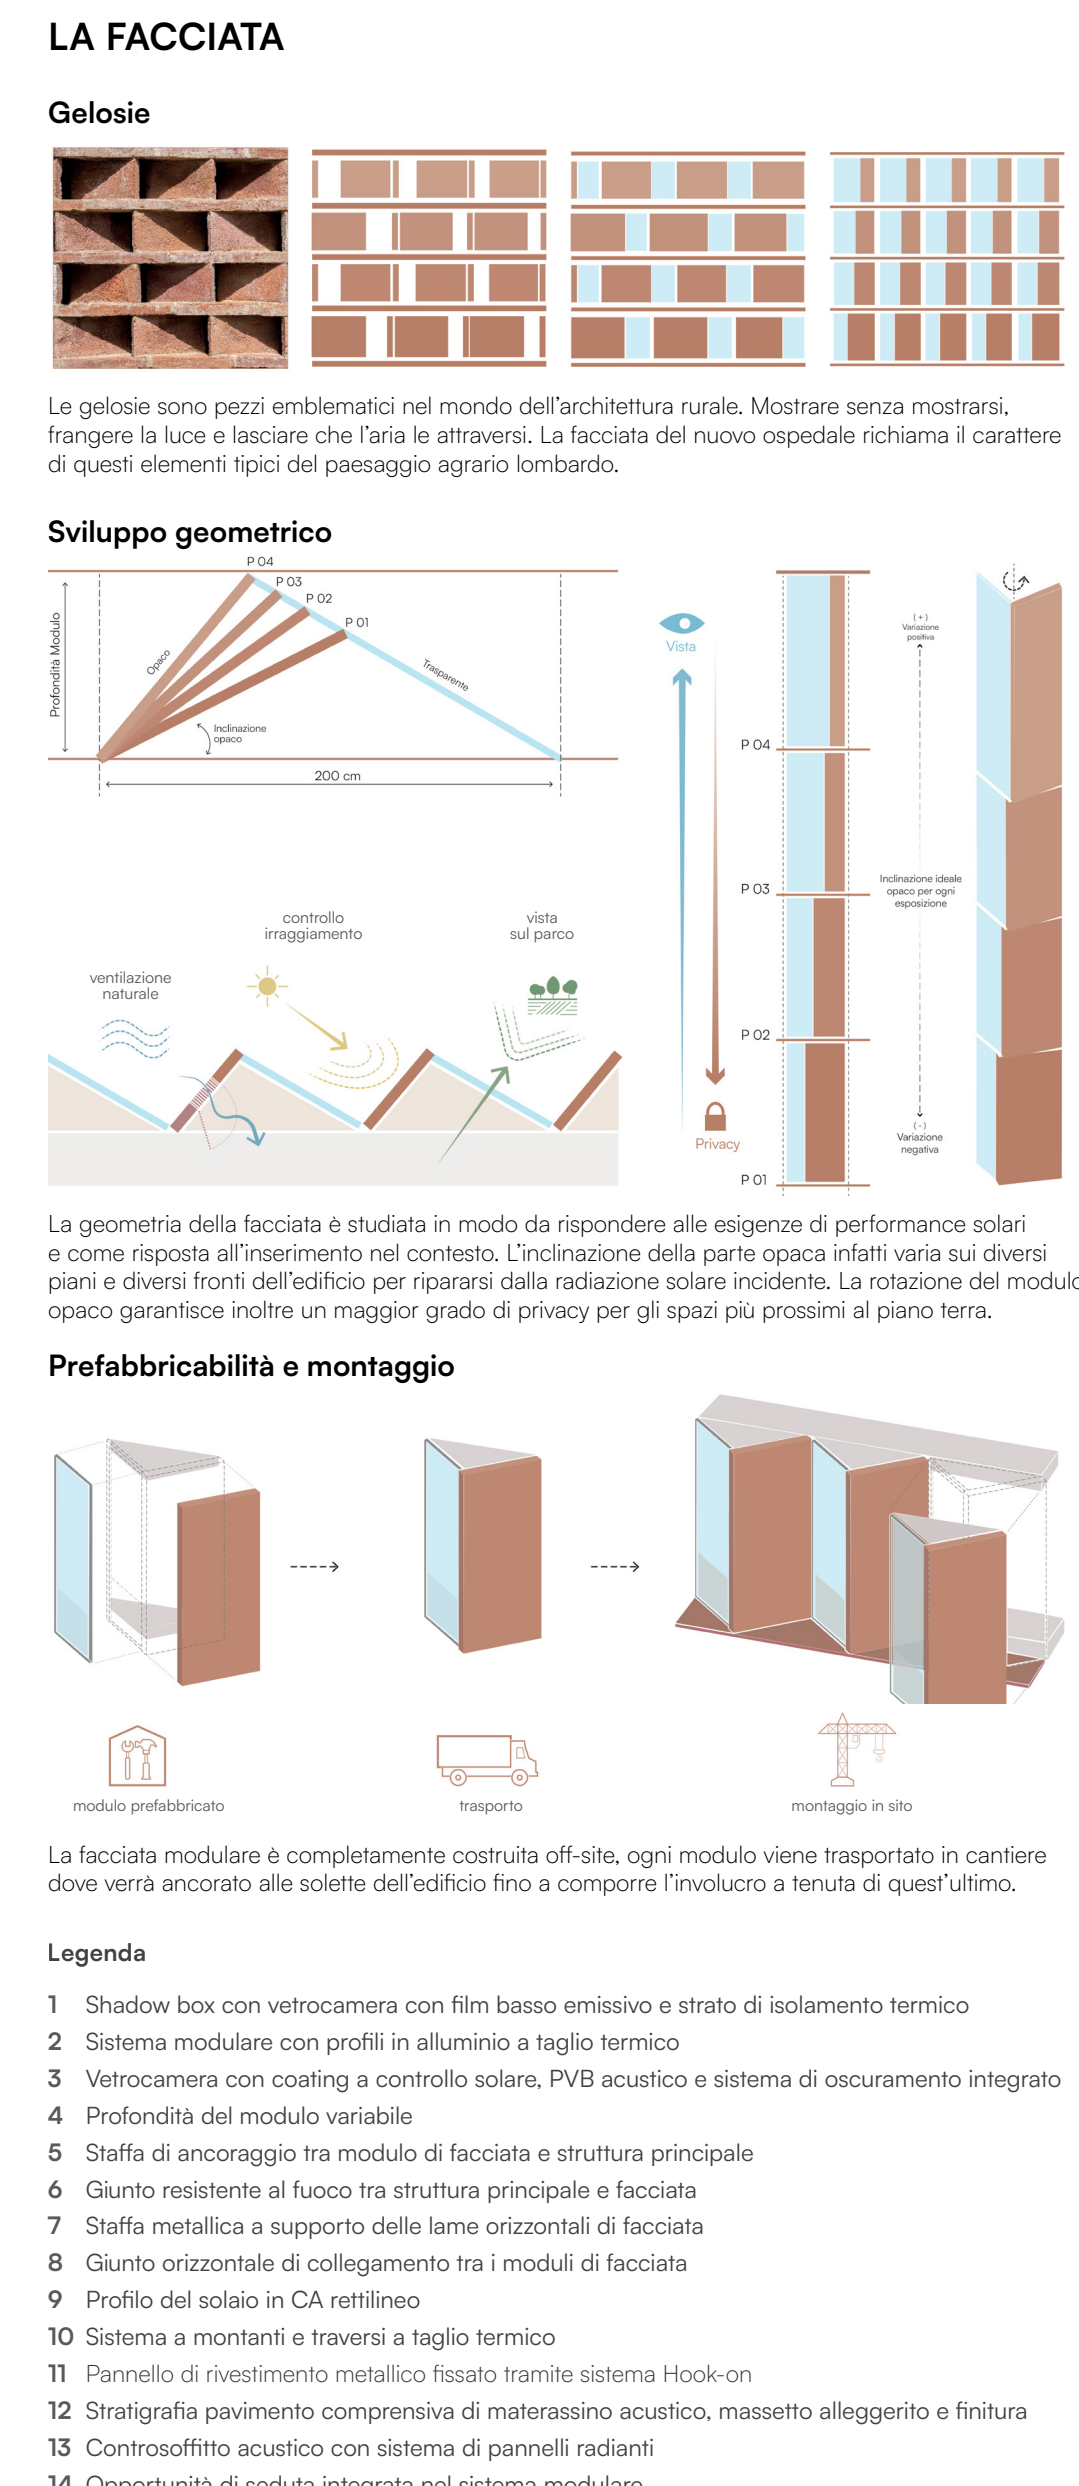 LA FACCIATA
Gelosie
Le gelosie sono pezzi emblematici nel mondo dell'architettura rurale. Mostrare senza mostrarsi,
frangere la luce e lasciare che l'aria le attraversi. La facciata del nuovo ospedale richiama il carattere
di questi elementi tipici del paesaggio agrario lombardo.
Sviluppo geometrico
P 04
P 03
P 02
P 01
Profondità Modulo
Opaco
Trasparente
Inclinazione
opaco
200 cm
Vista
Privacy
P 04
P 03
P 02
P 01
( + )
Variazione
positiva
Inclinazione ideale
opaco per ogni
esposizione
( - )
Variazione
negativa
ventilazione
naturale
controllo
irraggiamento
vista
sul parco
La geometria della facciata è studiata in modo da rispondere alle esigenze di performance solari
e come risposta all'inserimento nel contesto. L'inclinazione della parte opaca infatti varia sui diversi
piani e diversi fronti dell'edificio per ripararsi dalla radiazione solare incidente. La rotazione del modulo
opaco garantisce inoltre un maggior grado di privacy per gli spazi più prossimi al piano terra.
Prefabbricabilità e montaggio
modulo prefabbricato
trasporto
montaggio in sito
La facciata modulare è completamente costruita off-site, ogni modulo viene trasportato in cantiere
dove verrà ancorato alle solette dell'edificio fino a comporre l'involucro a tenuta di quest'ultimo.
Legenda
1 Shadow box con vetrocamera con film basso emissivo e strato di isolamento termico
2 Sistema modulare con profili in alluminio a taglio termico
3 Vetrocamera con coating a controllo solare, PVB acustico e sistema di oscuramento integrato
4 Profondità del modulo variabile
5 Staffa di ancoraggio tra modulo di facciata e struttura principale
6 Giunto resistente al fuoco tra struttura principale e facciata
7 Staffa metallica a supporto delle lame orizzontali di facciata
8 Giunto orizzontale di collegamento tra i moduli di facciata
9 Profilo del solaio in CA rettilineo
10 Sistema a montanti e traversi a taglio termico
11 Pannello di rivestimento metallico fissato tramite sistema Hook-on
12 Stratigrafia pavimento comprensiva di materassino acustico, massetto alleggerito e finitura
13 Controsoffitto acustico con sistema di pannelli radianti
14 Opportunità di seduta integrata nel sistema modulare